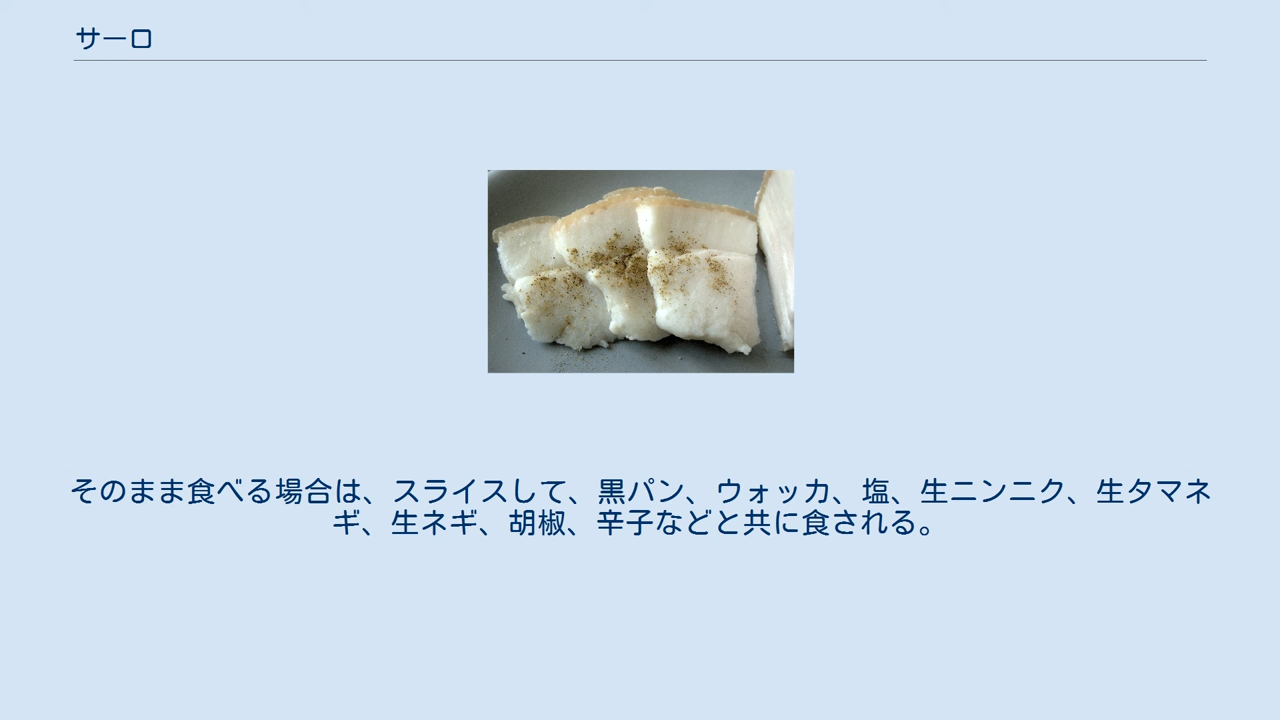 サーロ
そのまま食べる場合は、スライスして、黒パン、ウォッカ、塩、生ニンニク、生タマネ
ギ、生ネギ、胡椒、辛子などと共に食される。